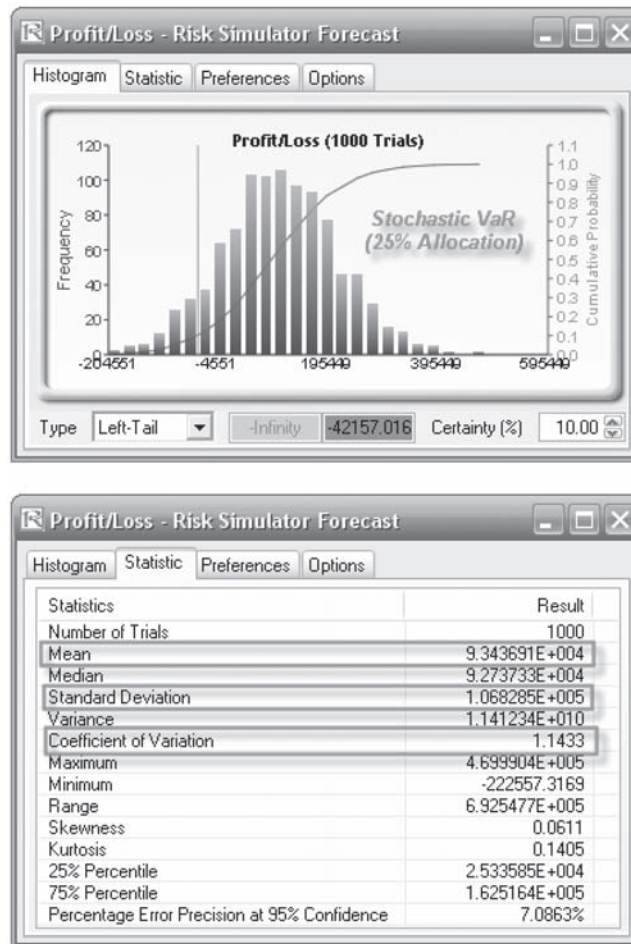 Profit/Loss - Risk Simulator Forecast
Histogram Statistic Preferences Options
Profit/Loss (1000 Trials)
Stochastic VaR
(25% Allocation)
Frequency
120
100
80
60
40
20
0
1.1
1.0
0.9
0.8
0.7
0.6
0.5
0.4
0.3
0.2
0.1
0.0
Cumulative Probability
-204551 -4551 195449 395449 595449
Type Left-Tail -Infinity -42157.016 Certainty (%) 10.00
Profit/Loss - Risk Simulator Forecast
Histogram Statistic Preferences Options
Statistics Result
Number of Trials 1000
Mean 9.343691E+004
Median 9.273733E+004
Standard Deviation 1.068285E+005
Variance 1.141234E+010
Coefficient of Variation 1.1433
Maximum 4.699904E+005
Minimum -222557.3169
Range 6.925477E+005
Skewness 0.0611
Kurtosis 0.1405
25% Percentile 2.533585E+004
75% Percentile 1.625164E+005
Percentage Error Precision at 95% Confidence 7.0863%